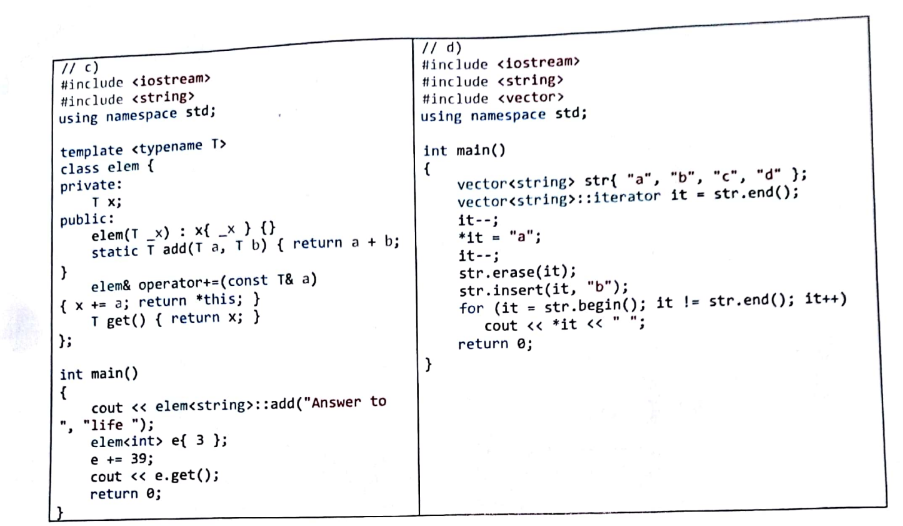 // c)
#include <iostream>
#include <string>
using namespace std;

template <typename T>
class elem {
private:
    T x;
public:
    elem(T _x) : x{ _x } {}
    static T add(T a, T b) { return a + b;
}
    elem& operator+=(const T& a)
{ x += a; return *this; }
    T get() { return x; }
};

int main()
{
    cout << elem<string>::add("Answer to
", "life ");
    elem<int> e{ 3 };
    e += 39;
    cout << e.get();
    return 0;
}

// d)
#include <iostream>
#include <string>
#include <vector>
using namespace std;

int main()
{
    vector<string> str{ "a", "b", "c", "d" };
    vector<string>::iterator it = str.end();
    it--;
    *it = "a";
    it--;
    str.erase(it);
    str.insert(it, "b");
    for (it = str.begin(); it != str.end(); it++)
        cout << *it << " ";
    return 0;
}